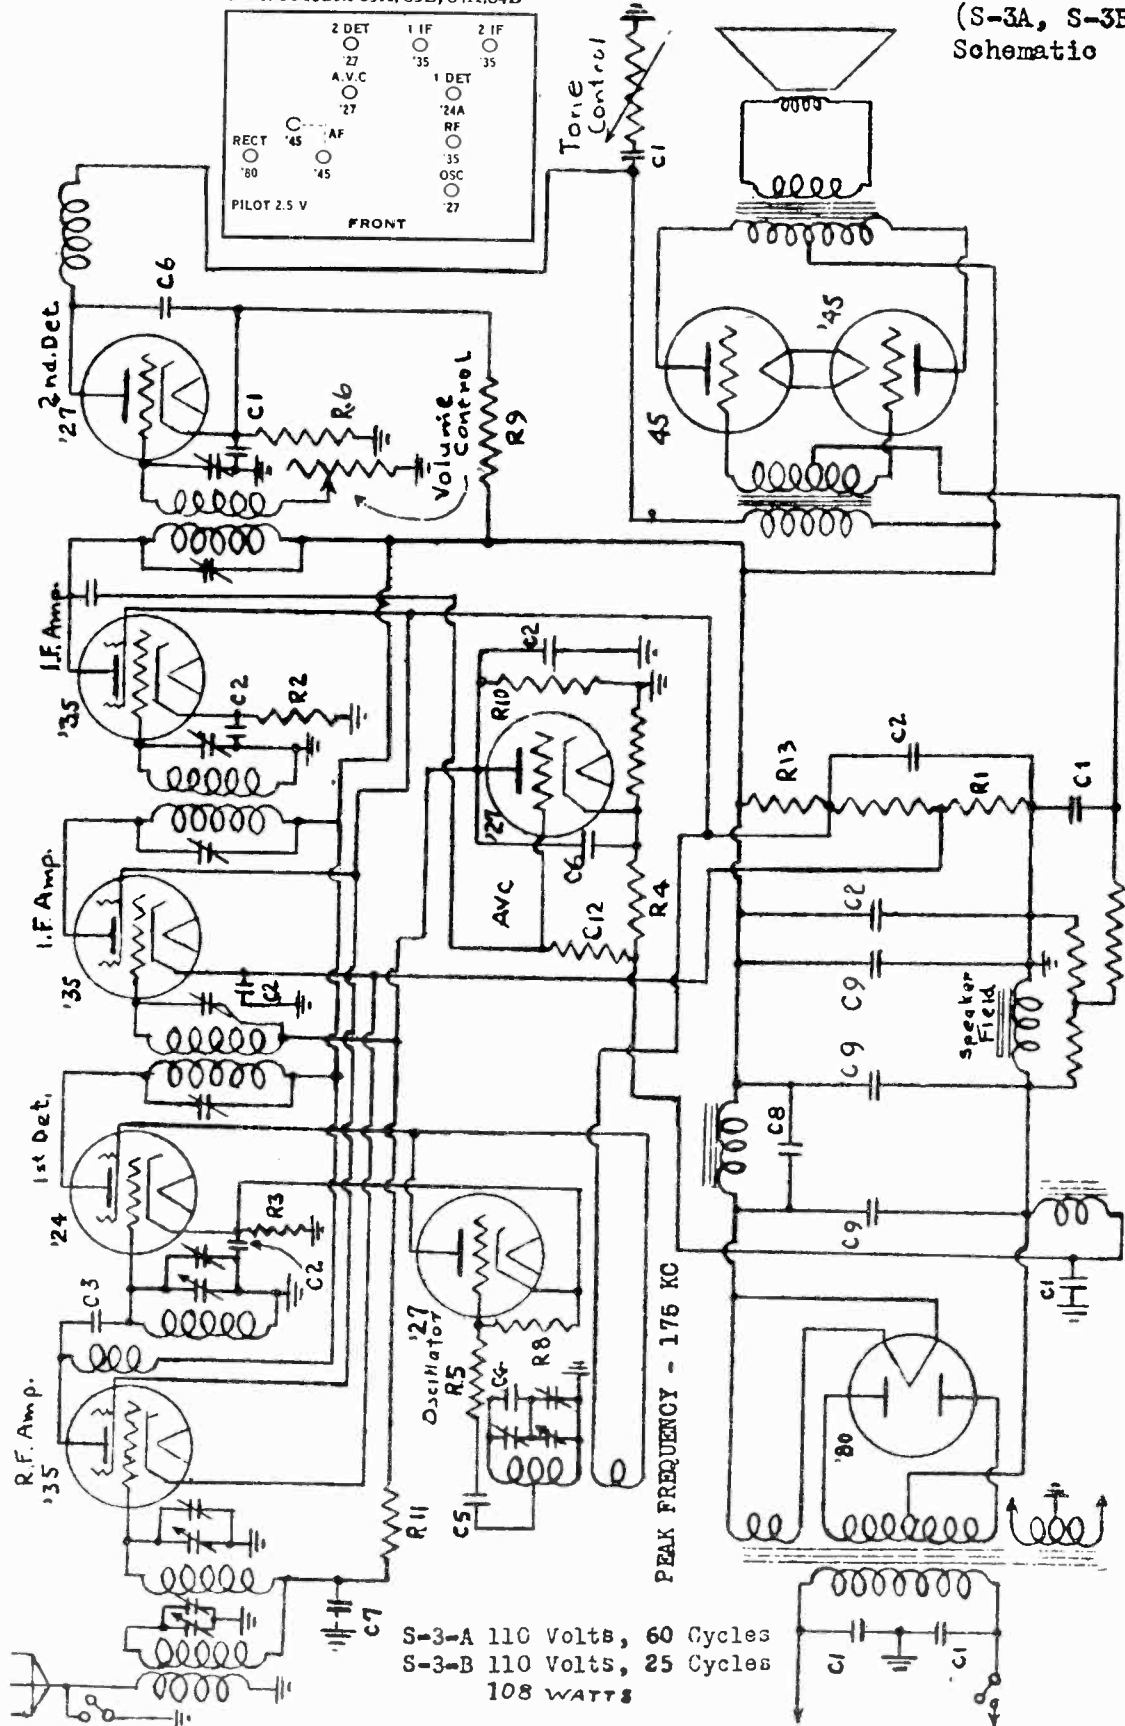 (S-3A, S-3B
Schematic
2 DET
'27
1 IF
'35
2 IF
'35
A.V.C
'27
1 DET
'24A
'45
AF
'45
RF
'35
RECT
'80
OSC
'27
PILOT 2.5 V
FRONT
Tone
Control
C1
C6
2nd. Det.
'27
C1
R.6
Volume
Control
R9
45
'45
I.F. Amp.
'35
C2
R2
C2
R10
'27
C6
AVC
C12
R4
R13
C2
R1
C1
I.F. Amp.
'35
C2
C2
C9
C9
Speaker
Field
C8
C9
C1
1st Det.
'24
R3
C2
C3
'27
Oscillator
R5
R8
C4
C5
R.F. Amp.
'35
R11
C7
PEAK FREQUENCY - 175 KC
'80
C1
C1
S-3-A 110 Volts, 60 Cycles
S-3-B 110 Volts, 25 Cycles
108 WATTS